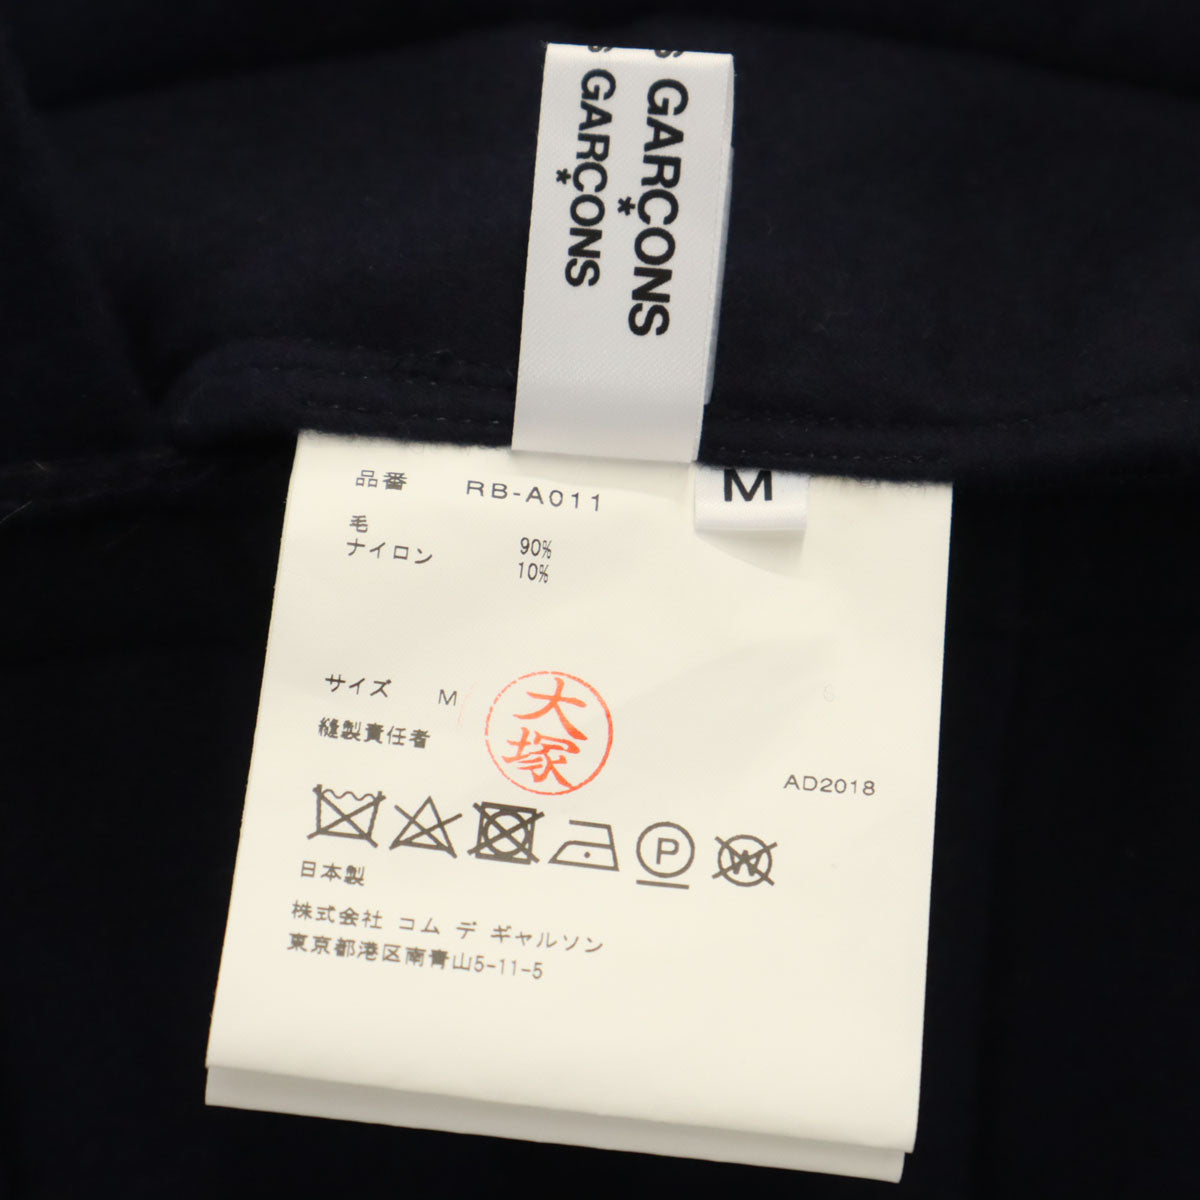 S GARÇONS
S GARÇONS
M
品番 RB-A011
毛 90%
ナイロン 10%
サイズ M
縫製責任者 大塚
AD2018
P
W
日本製
株式会社 コム デ ギャルソン
東京都港区南青山5-11-5